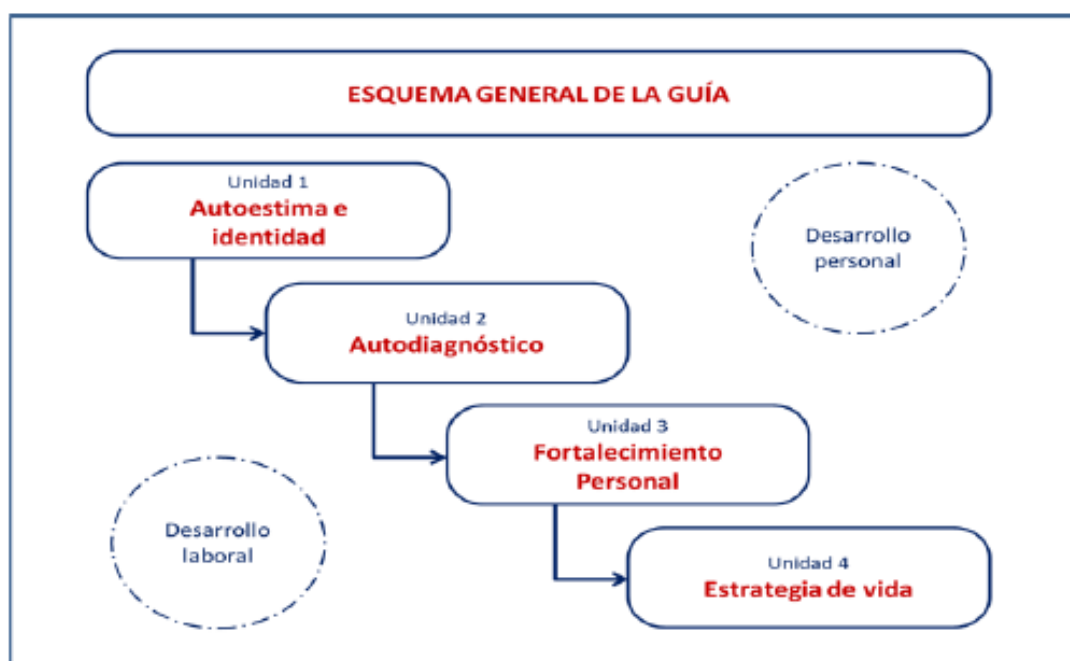 ESQUEMA GENERAL DE LA GUÍA
Unidad 1
Autoestima e
identidad
Desarrollo
personal
Unidad 2
Autodiagnóstico
Unidad 3
Fortalecimiento
Personal
Desarrollo
laboral
Unidad 4
Estrategia de vida